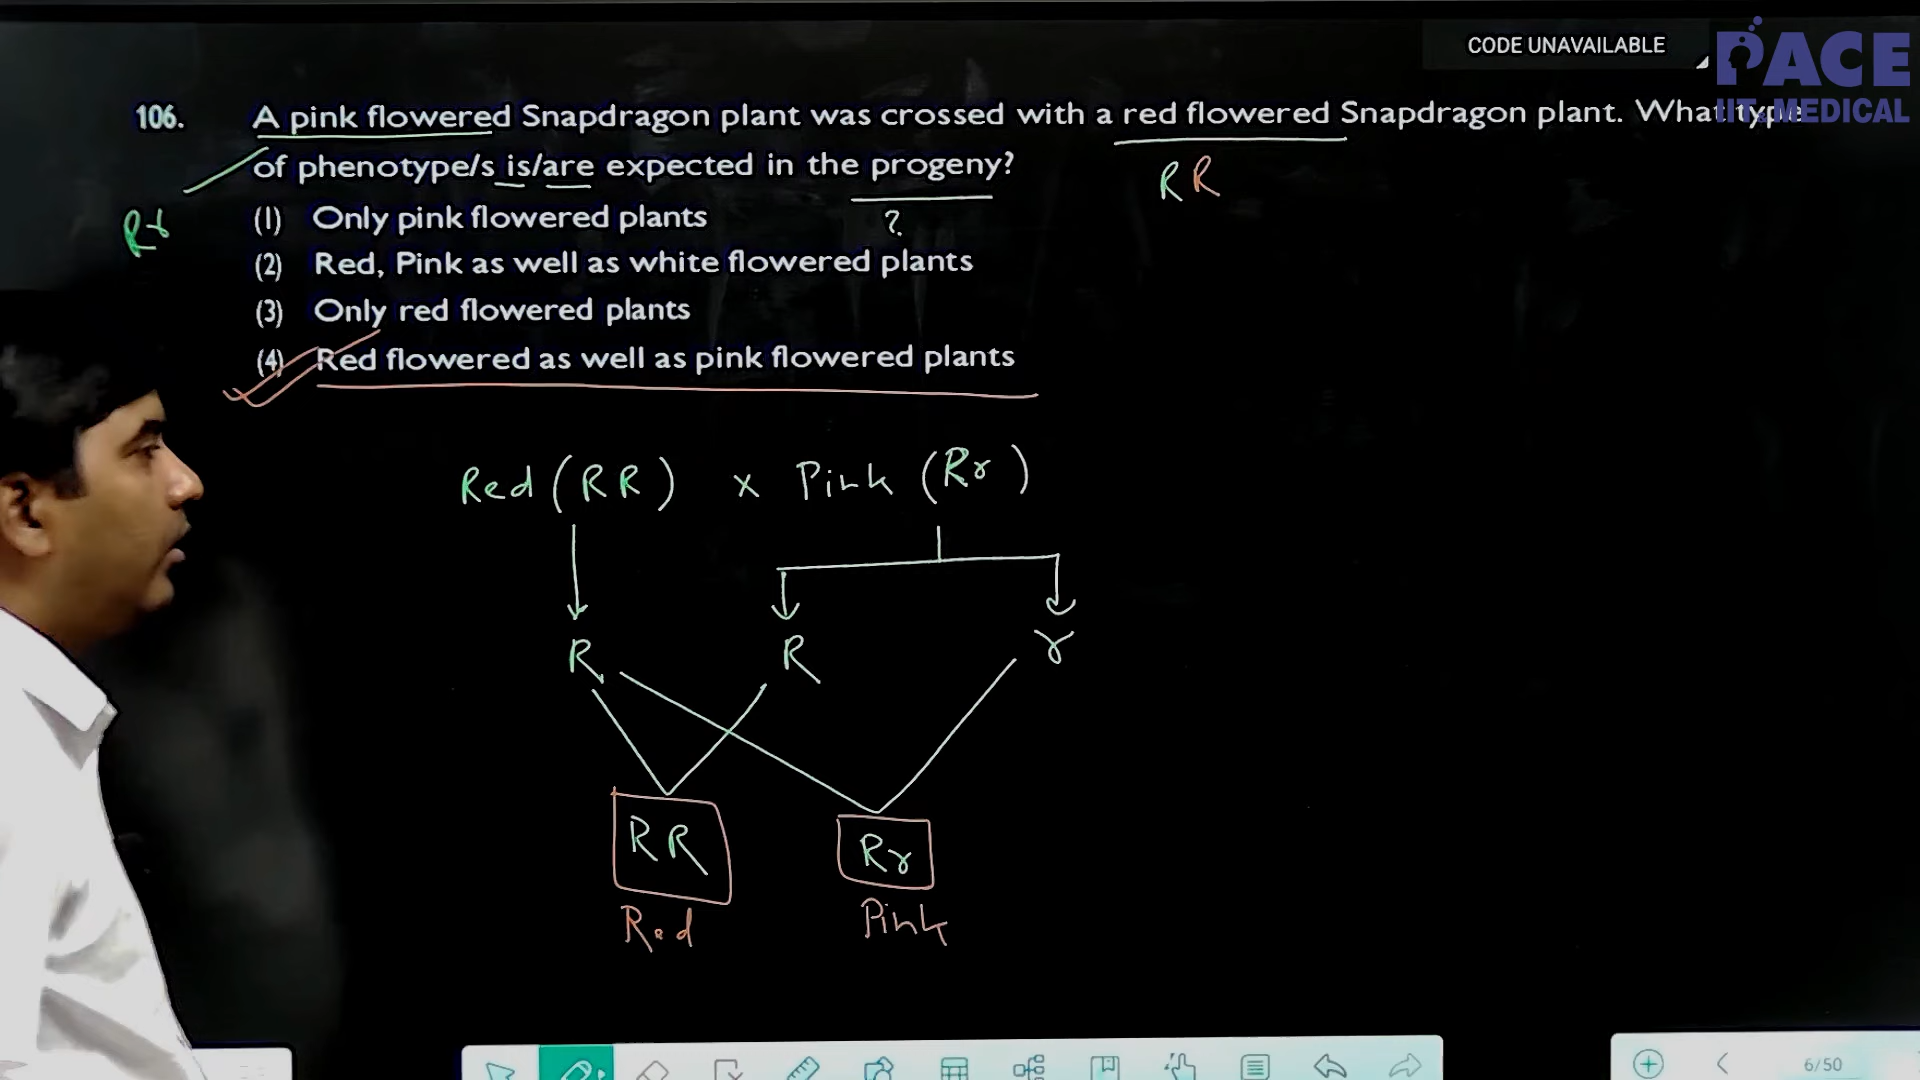 CODE UNAVAILABLE
PACE
IIT & MEDICAL
106. A pink flowered Snapdragon plant was crossed with a red flowered Snapdragon plant. What type
of phenotype/s is/are expected in the progeny?
RR
Rr
(1) Only pink flowered plants
?
(2) Red, Pink as well as white flowered plants
(3) Only red flowered plants
(4) Red flowered as well as pink flowered plants
Red (RR) x Pink (Rr)
R R r
RR Rr
Red Pink
6/50